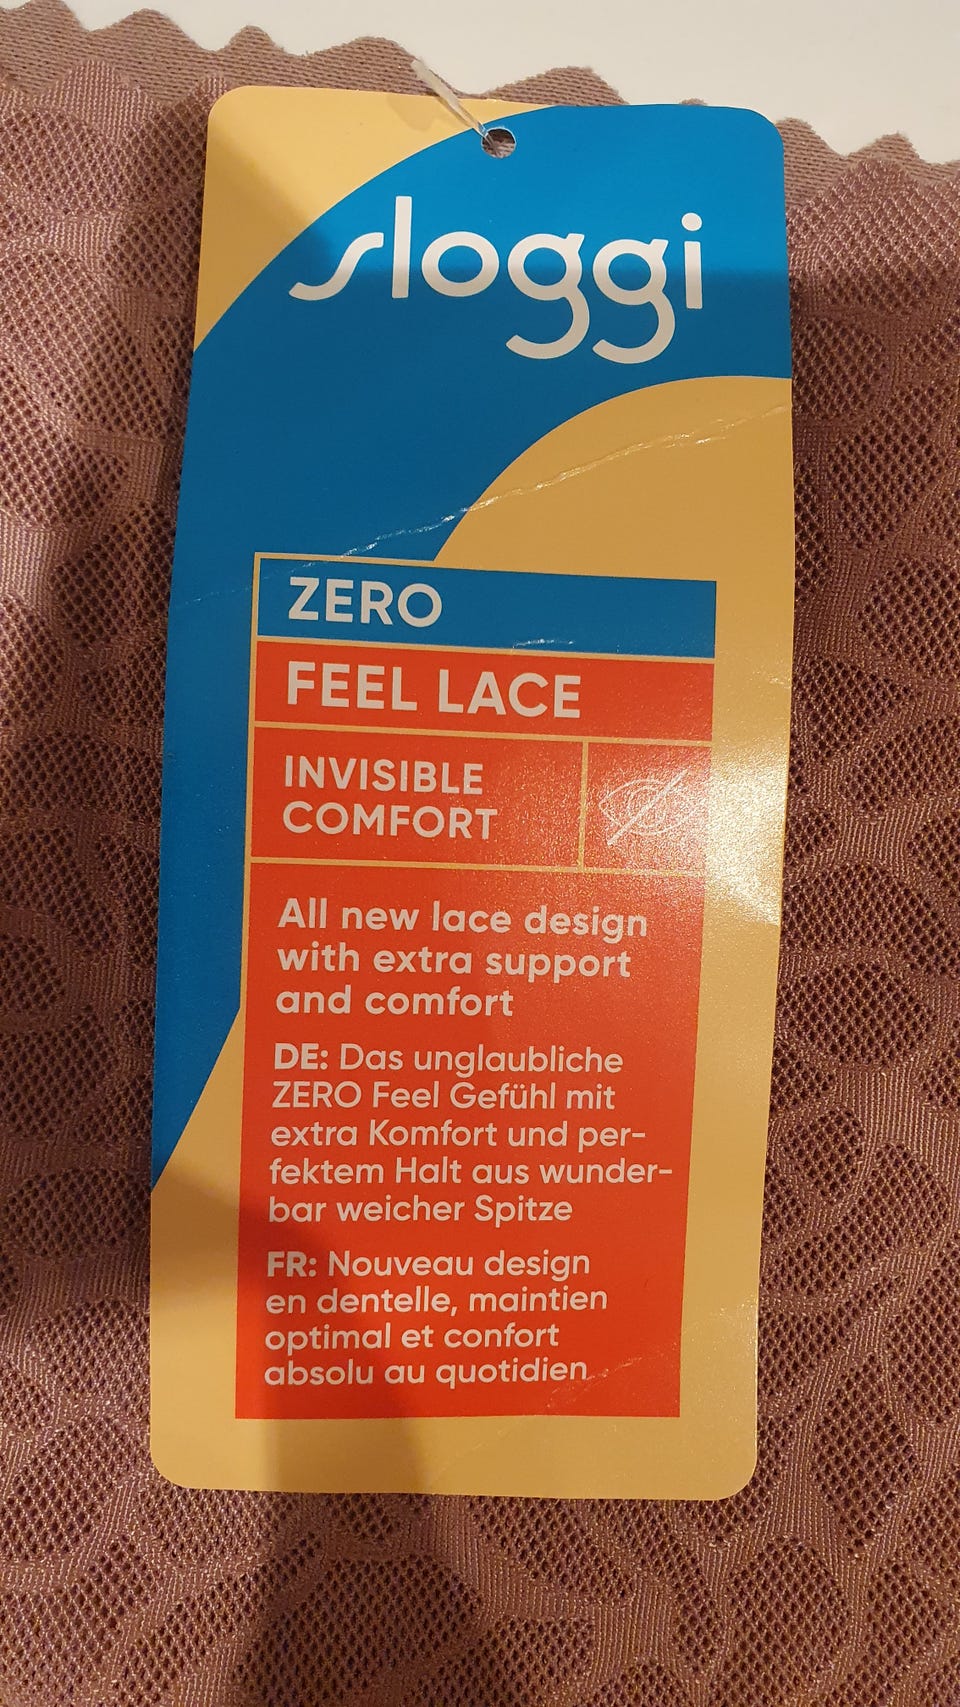 sloggi
ZERO
FEEL LACE
INVISIBLE
COMFORT
All new lace design
with extra support
and comfort
DE: Das unglaubliche
ZERO Feel Gefühl mit
extra Komfort und per-
fektem Halt aus wunder-
bar weicher Spitze
FR: Nouveau design
en dentelle, maintien
optimal et confort
absolu au quotidien